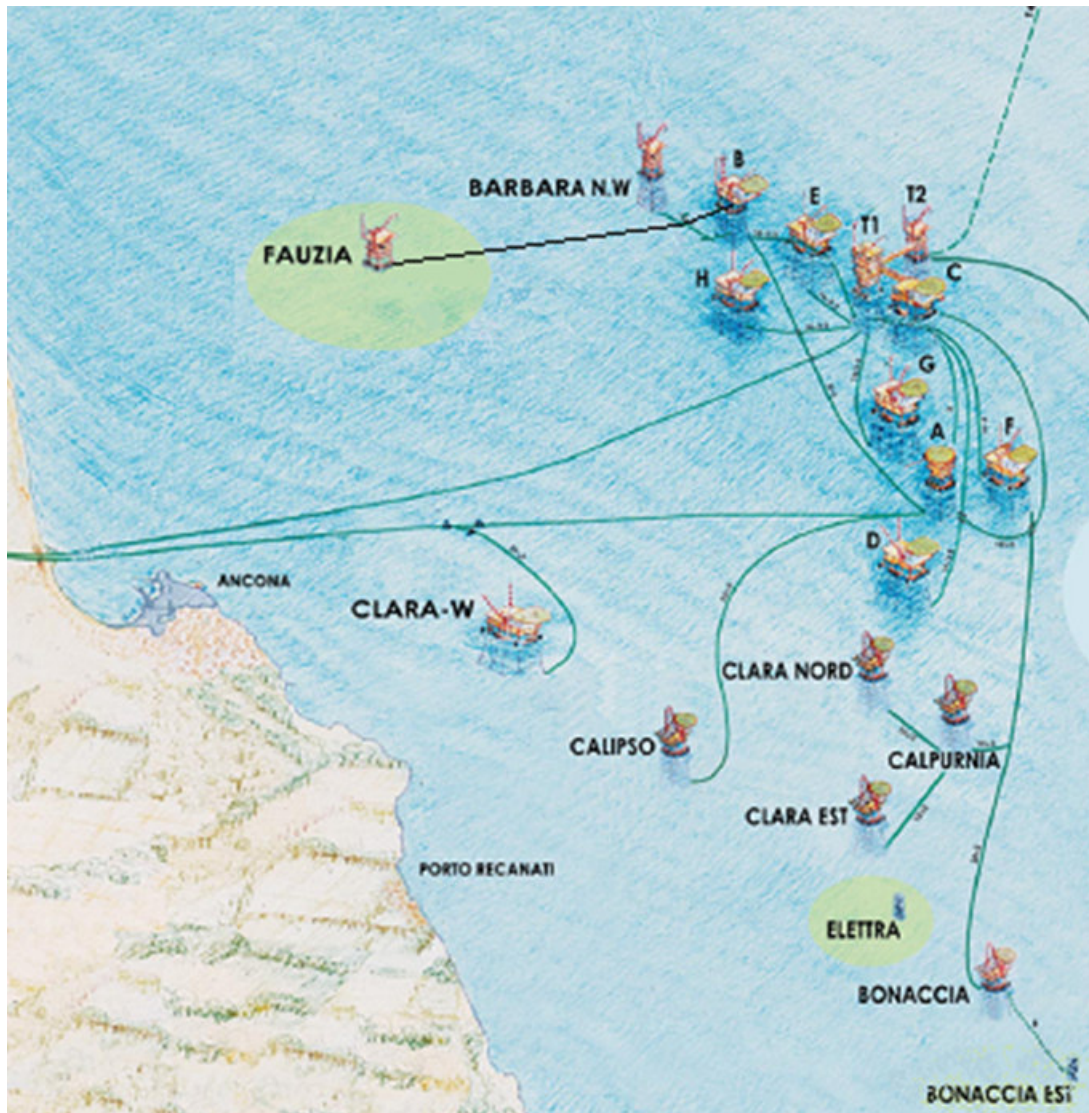 B
BARBARA N.W
E
T2
T1
FAUZIA
H
C
G
A
F
D
ANCONA
CLARA-W
CLARA NORD
CALIPSO
CALPURNIA
CLARA EST
PORTO RECANATI
ELETTRA
BONACCIA
BONACCIA EST